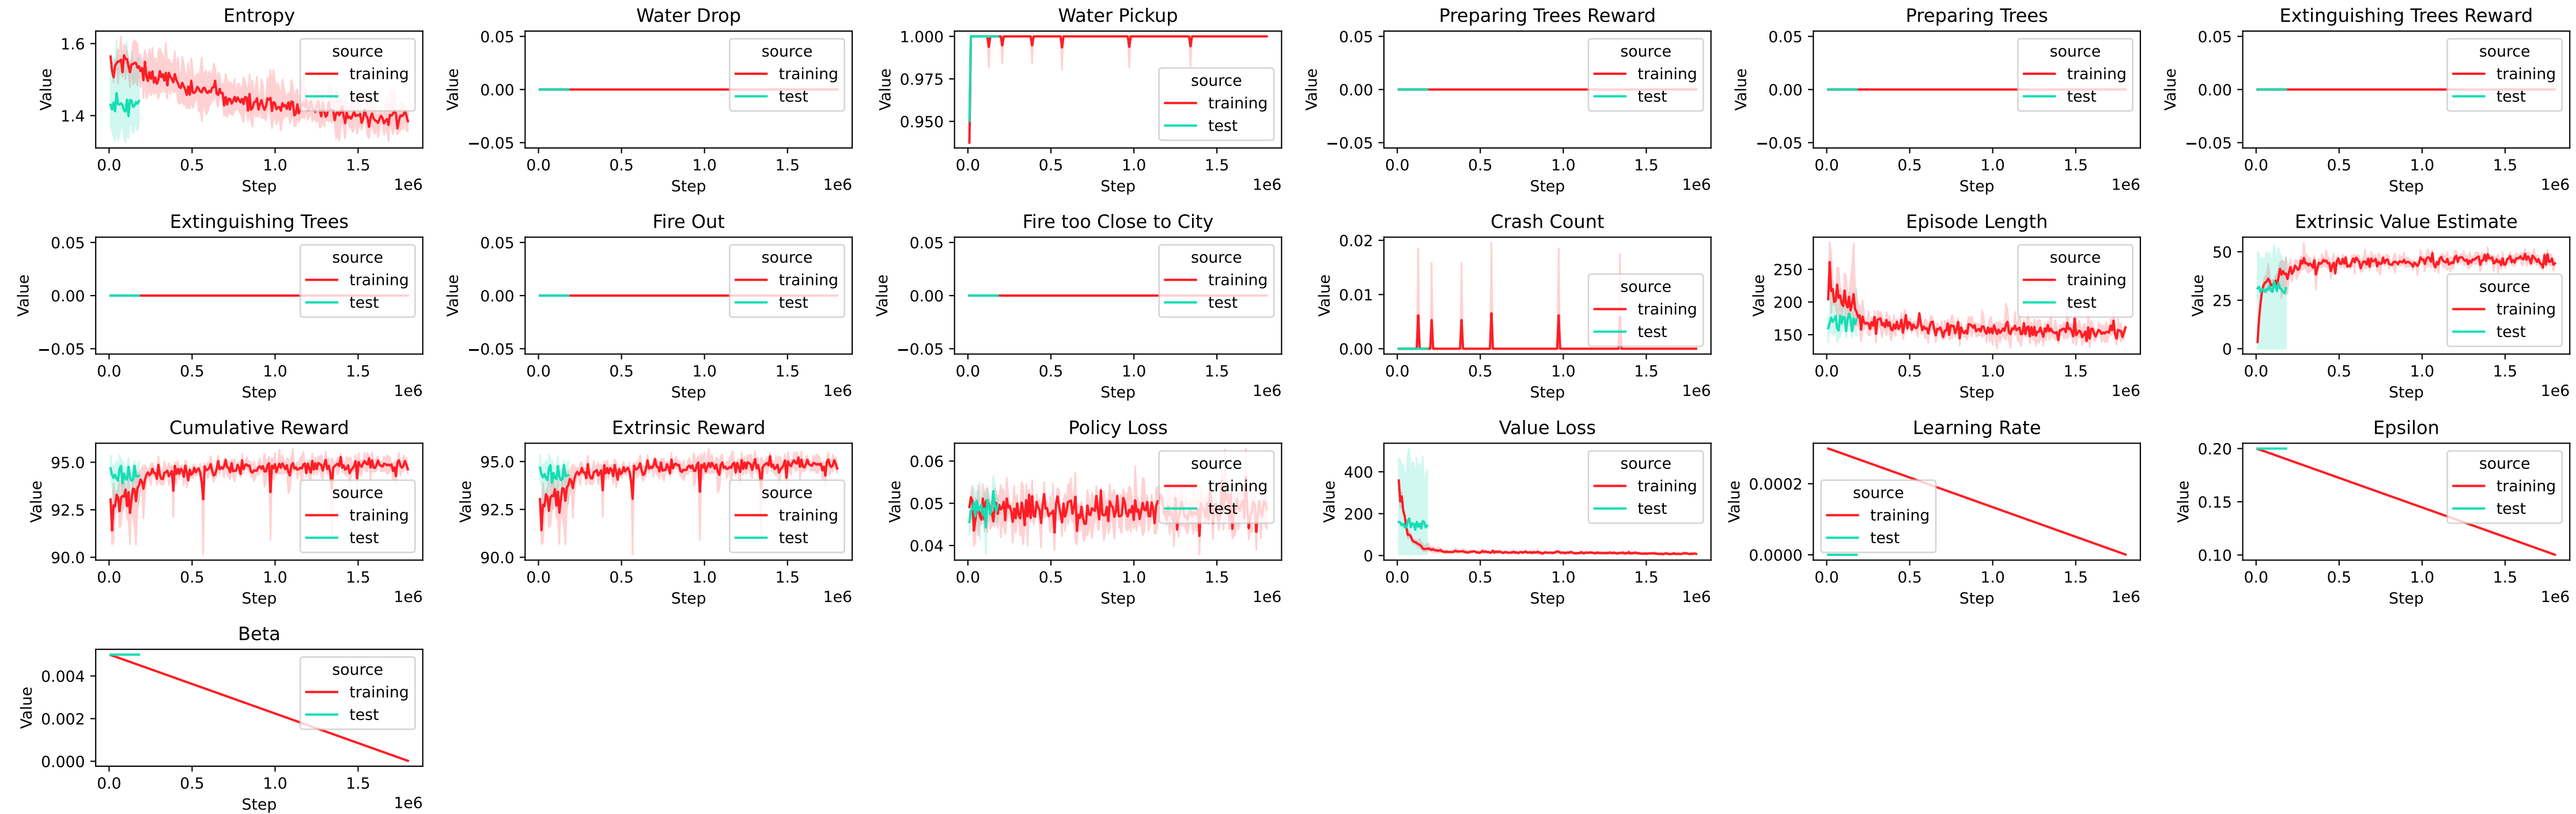 Entropy
Value
1.6
1.4
source
training
test
0.0 0.5 1.0 1.5
Step
1e6
Water Drop
Value
0.05
0.00
−0.05
source
training
test
0.0 0.5 1.0 1.5
Step
1e6
Water Pickup
Value
1.000
0.975
0.950
source
training
test
0.0 0.5 1.0 1.5
Step
1e6
Preparing Trees Reward
Value
0.05
0.00
−0.05
source
training
test
0.0 0.5 1.0 1.5
Step
1e6
Preparing Trees
Value
0.05
0.00
−0.05
source
training
test
0.0 0.5 1.0 1.5
Step
1e6
Extinguishing Trees Reward
Value
0.05
0.00
−0.05
source
training
test
0.0 0.5 1.0 1.5
Step
1e6
Extinguishing Trees
Value
0.05
0.00
−0.05
source
training
test
0.0 0.5 1.0 1.5
Step
1e6
Fire Out
Value
0.05
0.00
−0.05
source
training
test
0.0 0.5 1.0 1.5
Step
1e6
Fire too Close to City
Value
0.05
0.00
−0.05
source
training
test
0.0 0.5 1.0 1.5
Step
1e6
Crash Count
Value
0.02
0.01
0.00
source
training
test
0.0 0.5 1.0 1.5
Step
1e6
Episode Length
Value
250
200
150
source
training
test
0.0 0.5 1.0 1.5
Step
1e6
Extrinsic Value Estimate
Value
50
25
0
source
training
test
0.0 0.5 1.0 1.5
Step
1e6
Cumulative Reward
Value
95.0
92.5
90.0
source
training
test
0.0 0.5 1.0 1.5
Step
1e6
Extrinsic Reward
Value
95.0
92.5
90.0
source
training
test
0.0 0.5 1.0 1.5
Step
1e6
Policy Loss
Value
0.06
0.05
0.04
source
training
test
0.0 0.5 1.0 1.5
Step
1e6
Value Loss
Value
400
200
0
source
training
test
0.0 0.5 1.0 1.5
Step
1e6
Learning Rate
Value
0.0002
0.0000
source
training
test
0.0 0.5 1.0 1.5
Step
1e6
Epsilon
Value
0.20
0.15
0.10
source
training
test
0.0 0.5 1.0 1.5
Step
1e6
Beta
Value
0.004
0.002
0.000
source
training
test
0.0 0.5 1.0 1.5
Step
1e6